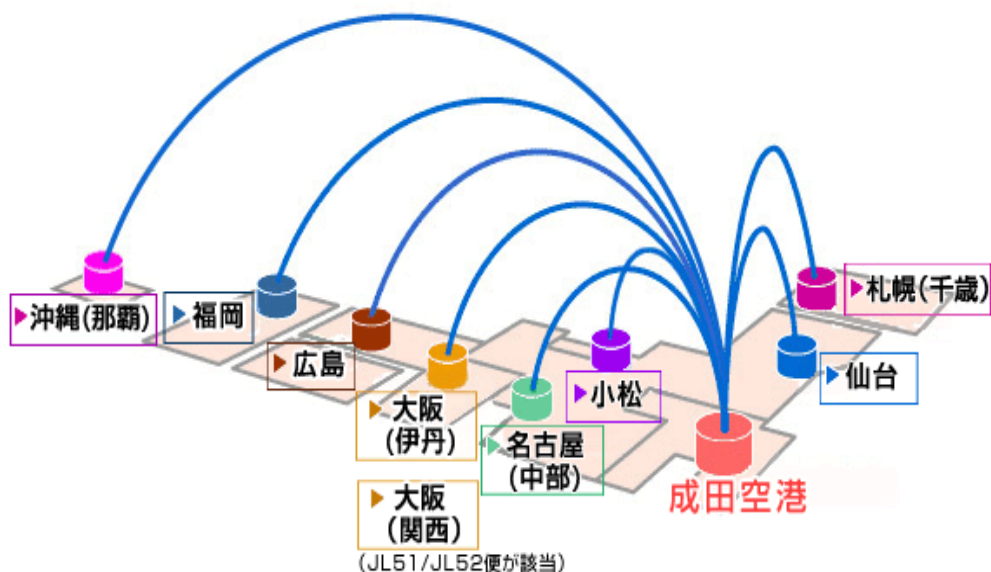 沖縄(那覇)
福岡
広島
大阪
(伊丹)
大阪
(関西)
(JL51/JL52便が該当)
名古屋
(中部)
小松
成田空港
仙台
札幌(千歳)